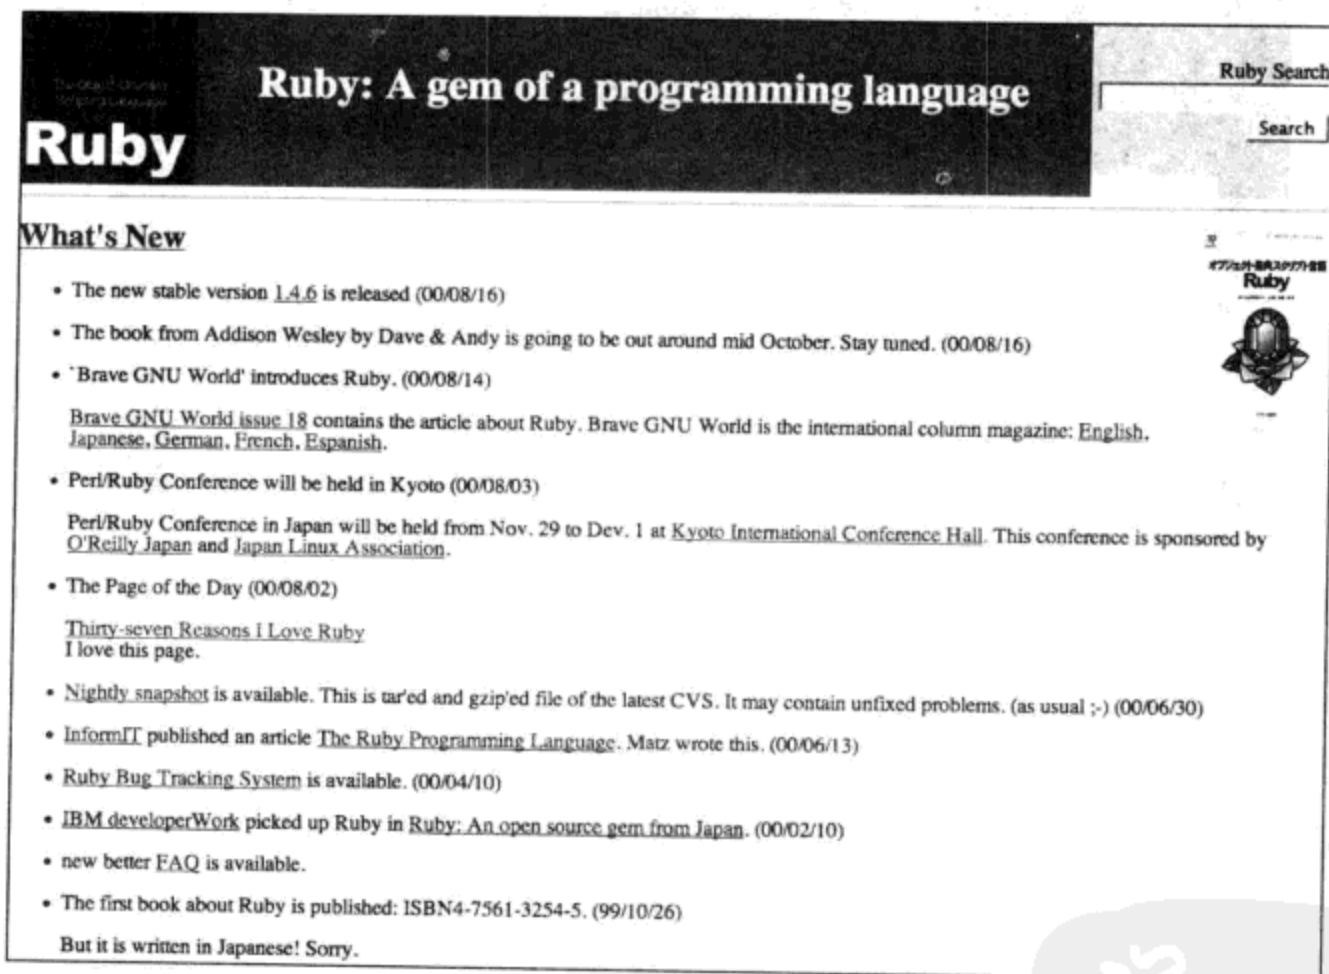 Ruby: A gem of a programming language
Ruby Search
Search
Ruby
What's New
Ruby
• The new stable version 1.4.6 is released (00/08/16)
• The book from Addison Wesley by Dave & Andy is going to be out around mid October. Stay tuned. (00/08/16)
• `Brave GNU World' introduces Ruby. (00/08/14)
Brave GNU World issue 18 contains the article about Ruby. Brave GNU World is the international column magazine: English,
Japanese, German, French, Espanish.
• Perl/Ruby Conference will be held in Kyoto (00/08/03)
Perl/Ruby Conference in Japan will be held from Nov. 29 to Dev. 1 at Kyoto International Conference Hall. This conference is sponsored by
O'Reilly Japan and Japan Linux Association.
• The Page of the Day (00/08/02)
Thirty-seven Reasons I Love Ruby
I love this page.
• Nightly snapshot is available. This is tar'ed and gzip'ed file of the latest CVS. It may contain unfixed problems. (as usual ;-) (00/06/30)
• InformIT published an article The Ruby Programming Language. Matz wrote this. (00/06/13)
• Ruby Bug Tracking System is available. (00/04/10)
• IBM developerWork picked up Ruby in Ruby: An open source gem from Japan. (00/02/10)
• new better FAQ is available.
• The first book about Ruby is published: ISBN4-7561-3254-5. (99/10/26)
But it is written in Japanese! Sorry.